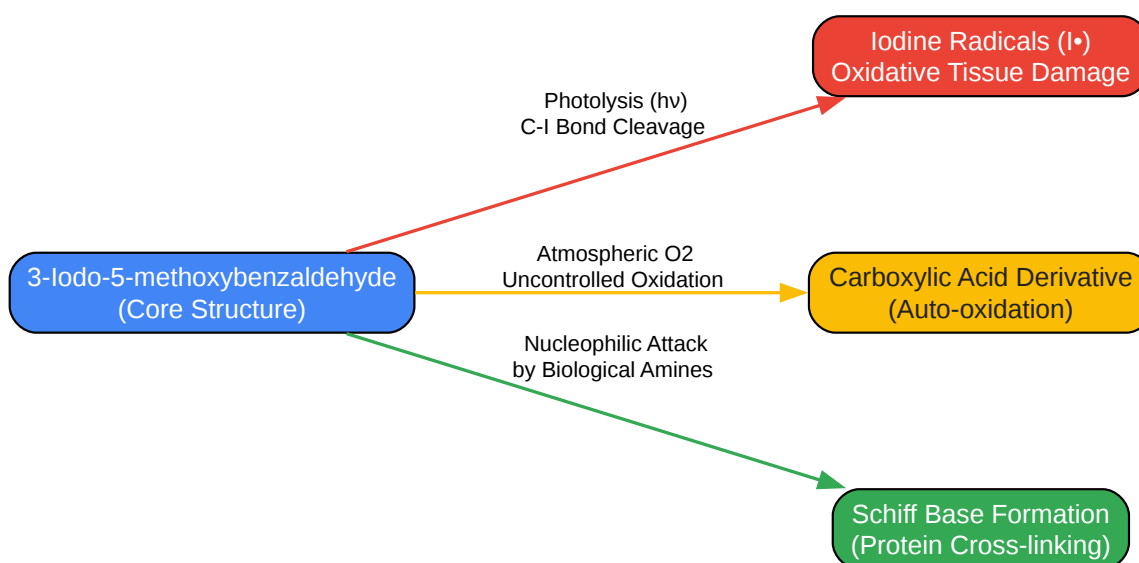 Iodine Radicals (I•)
Oxidative Tissue Damage
Photolysis (hν)
C-I Bond Cleavage
3-Iodo-5-methoxybenzaldehyde
(Core Structure)
Atmospheric O2
Uncontrolled Oxidation
Carboxylic Acid Derivative
(Auto-oxidation)
Nucleophilic Attack
by Biological Amines
Schiff Base Formation
(Protein Cross-linking)